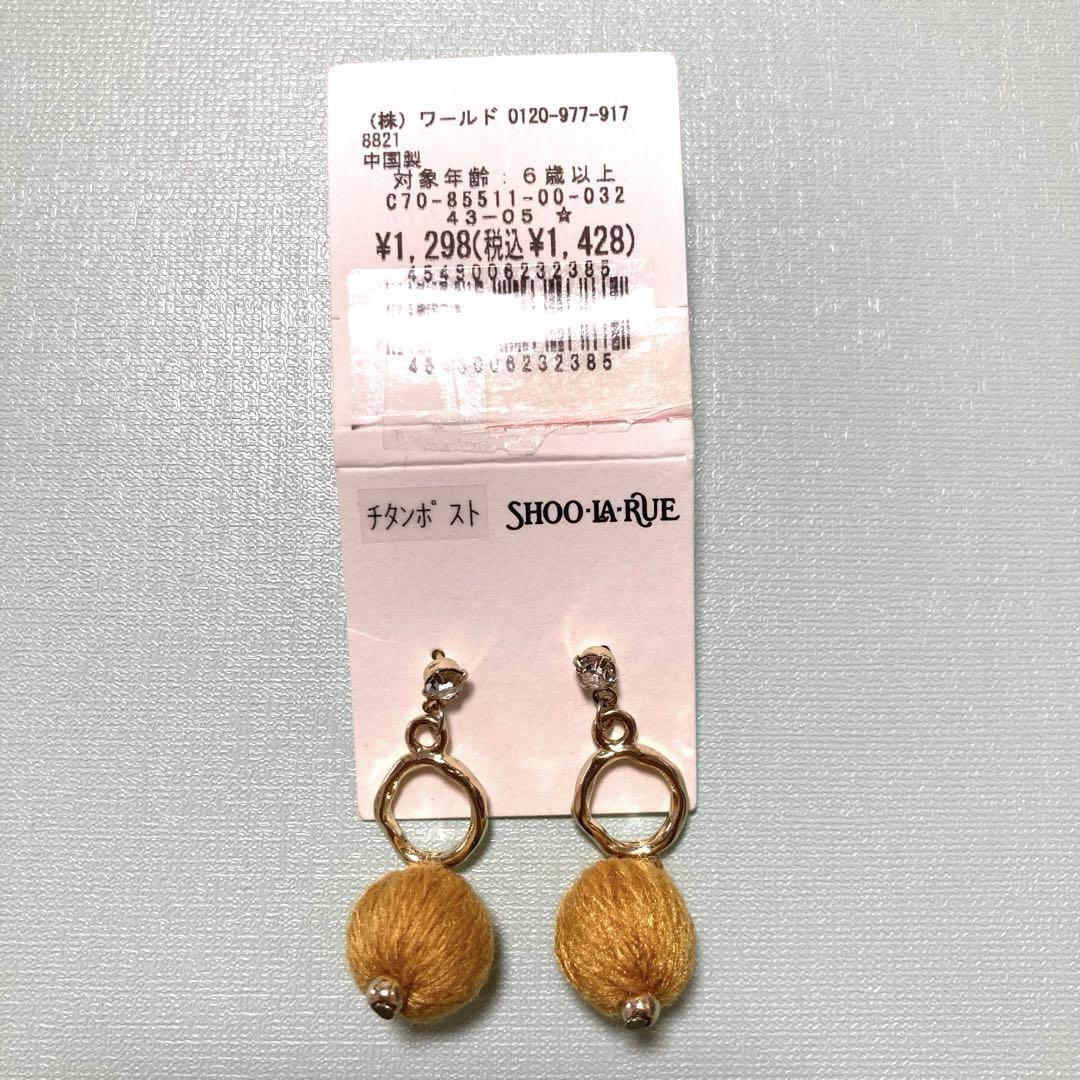 （株）ワールド 0120-977-917
8821
中国製
対象年齢：6歳以上
C70-85511-00-032
43-05 ☆
¥1,298(税込¥1,428)
4548006232385
006232385
チタンポスト
SHOO·LA·RUE